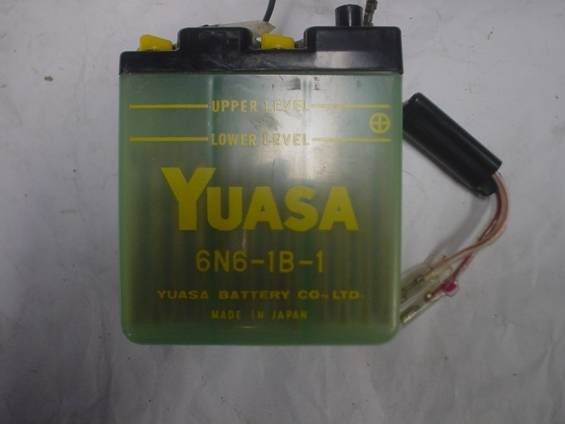 UPPER LEVEL
LOWER LEVEL
YUASA
6N6-1B-1
YUASA BATTERY CO., LTD.
MADE IN JAPAN